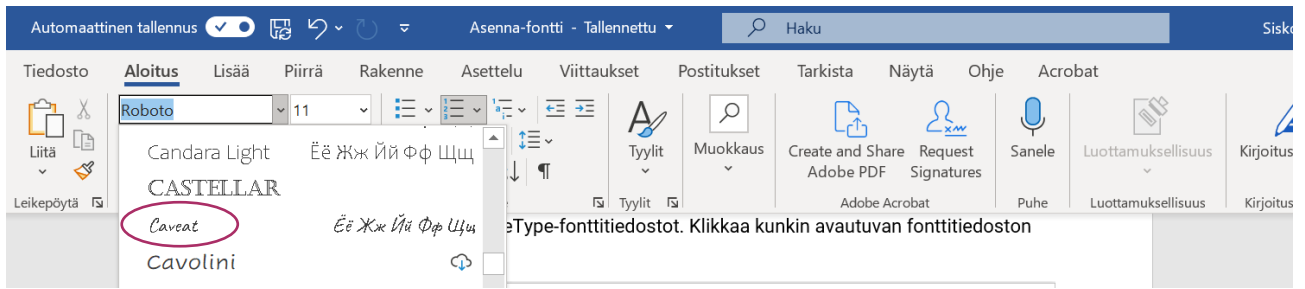 Automaattinen tallennus
Asenna-fontti - Tallennettu
Haku
Tiedosto Aloitus Lisää Piirrä Rakenne Asettelu Viittaukset Postitukset Tarkista Näytä Ohje Acrobat
Roboto 11
Liitä
Leikepöytä
Candara Light Ёё Жж Йй Фф Щщ
CASTELLAR
Caveat Ёё Жж Йй Фф Щщ
Cavolini
Tyylit
Tyylit
Muokkaus
Create and Share
Adobe PDF
Request
Signatures
Adobe Acrobat
Sanele
Puhe
Luottamuksellisuus
Luottamuksellisuus
eType-fonttitiedostot. Klikkaa kunkin avautuvan fonttitiedoston